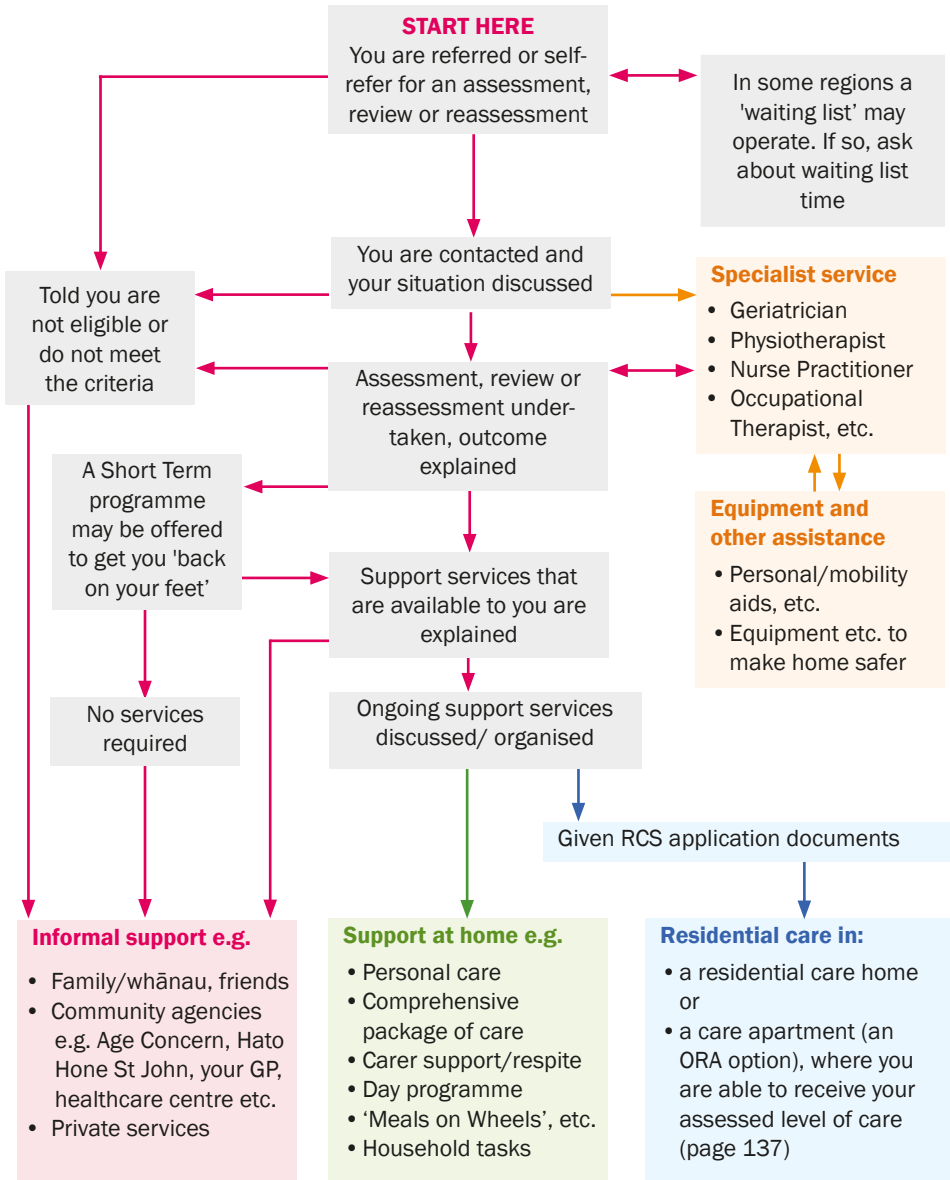 START HERE
You are referred or self-
refer for an assessment,
review or reassessment
In some regions a
'waiting list’ may
operate. If so, ask
about waiting list
time
You are contacted and
your situation discussed
Told you are
not eligible or
do not meet
the criteria
Specialist service
• Geriatrician
• Physiotherapist
• Nurse Practitioner
• Occupational
Therapist, etc.
Assessment, review or
reassessment under-
taken, outcome
explained
A Short Term
programme
may be offered
to get you 'back
on your feet’
Equipment and
other assistance
• Personal/mobility
aids, etc.
• Equipment etc. to
make home safer
Support services that
are available to you are
explained
No services
required
Ongoing support services
discussed/ organised
Given RCS application documents
Informal support e.g.
• Family/whānau, friends
• Community agencies
e.g. Age Concern, Hato
Hone St John, your GP,
healthcare centre etc.
• Private services
Support at home e.g.
• Personal care
• Comprehensive
package of care
• Carer support/respite
• Day programme
• ‘Meals on Wheels’, etc.
• Household tasks
Residential care in:
• a residential care home
or
• a care apartment (an
ORA option), where you
are able to receive your
assessed level of care
(page 137)